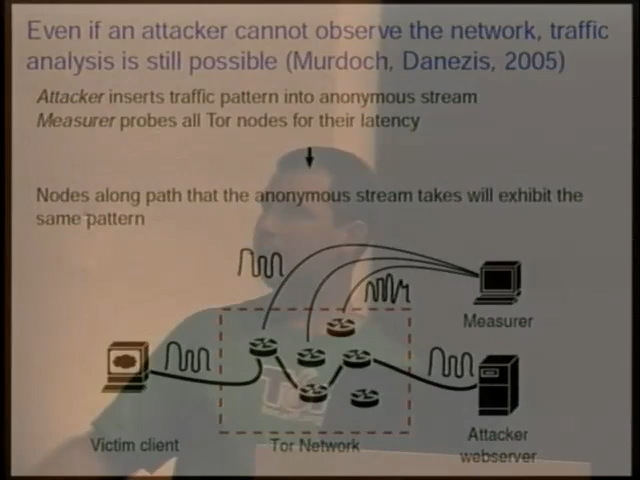 Even if an attacker cannot observe the network, traffic
analysis is still possible (Murdoch, Danezis, 2005)
Attacker inserts traffic pattern into anonymous stream
Measurer probes all Tor nodes for their latency
Nodes along path that the anonymous stream takes will exhibit the
same pattern
Measurer
Victim client
Tor Network
Attacker
webserver